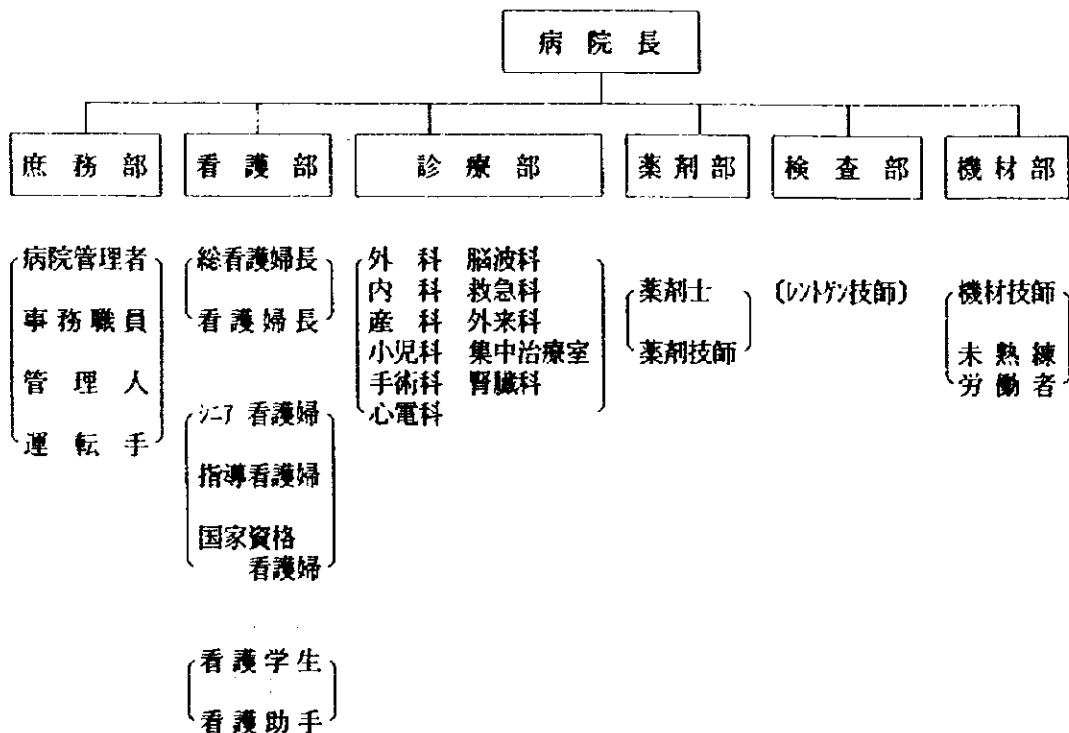 病院長
庶務部 看護部 診療部 薬剤部 検査部 機材部
病院管理者
事務職員
管理人
運転手
総看護婦長
看護婦長
シニア 看護婦
指導看護婦
国家資格
看護婦
看護学生
看護助手
外科 脳波科
内科 救急科
産科 外来科
小児科 集中治療室
手術科 腎臓科
心電科
薬剤士
薬剤技師
(レントゲン技師)
機材技師
未熟練
労働者